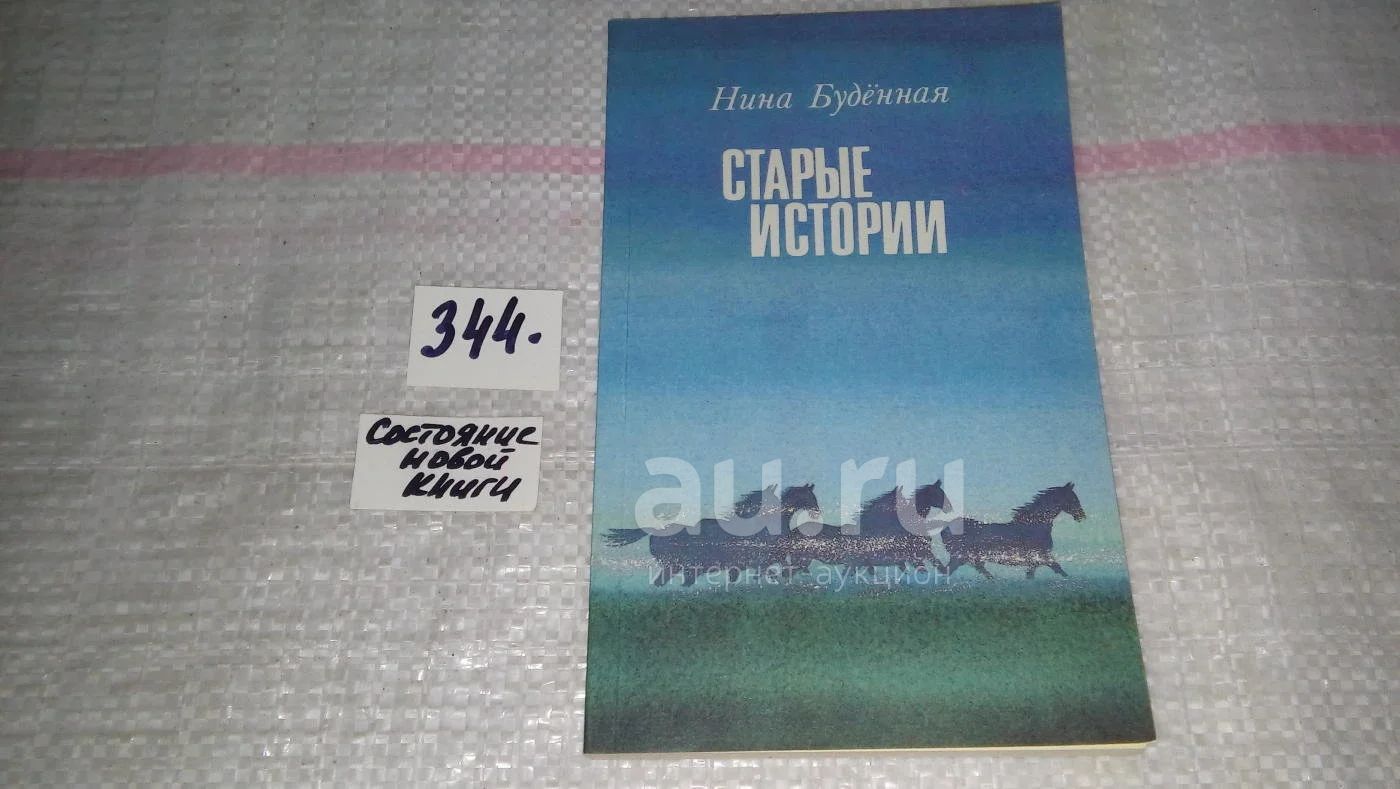 Нина Будённая
СТАРЫЕ
ИСТОРИИ
344.
Состояние
новой
книги
au.ru
интернет-аукцион